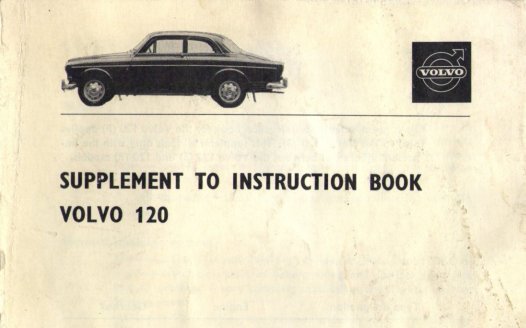 VOLVO
SUPPLEMENT TO INSTRUCTION BOOK
VOLVO 120